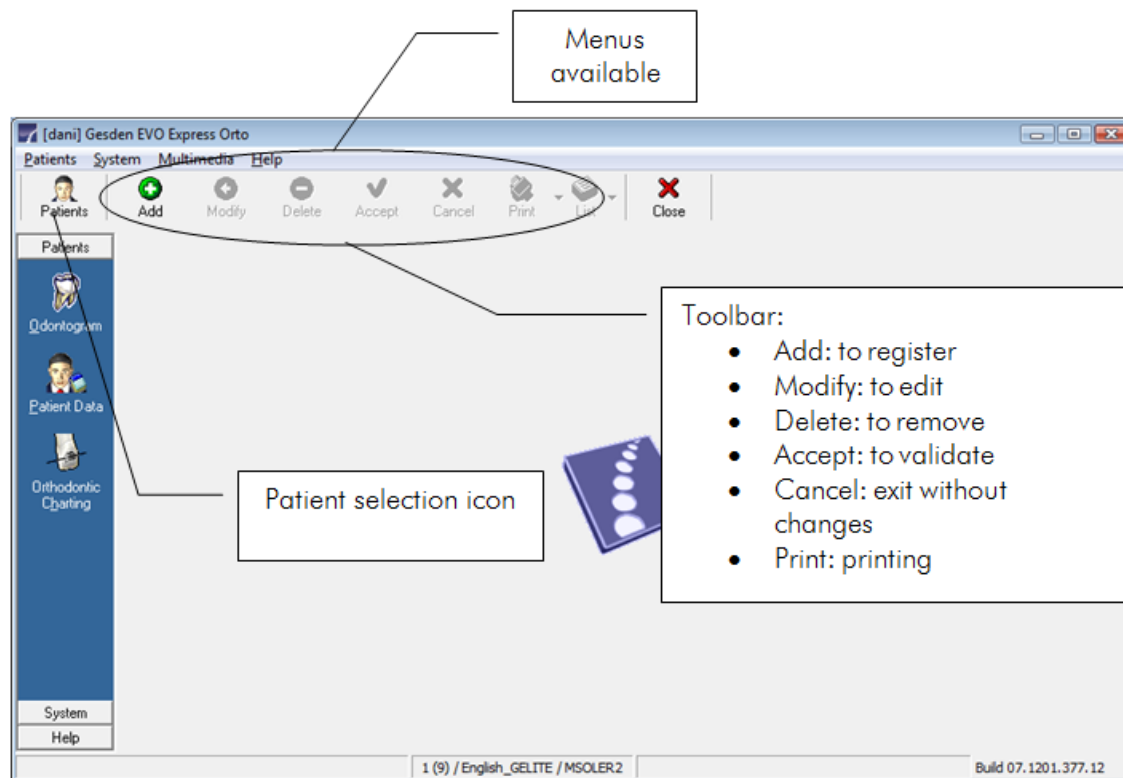 Menus
available
[dani] Gesden EVO Express Orto
Patients System Multimedia Help
Patients Add Modify Delete Accept Cancel Print List Close
Patients
Odontogram
Patient Data
Orthodontic
Charting
Toolbar:
• Add: to register
• Modify: to edit
• Delete: to remove
• Accept: to validate
• Cancel: exit without
changes
• Print: printing
Patient selection icon
System
Help
1 (9) / English_GELITE / MSOLER2 Build 07.1201.377.12